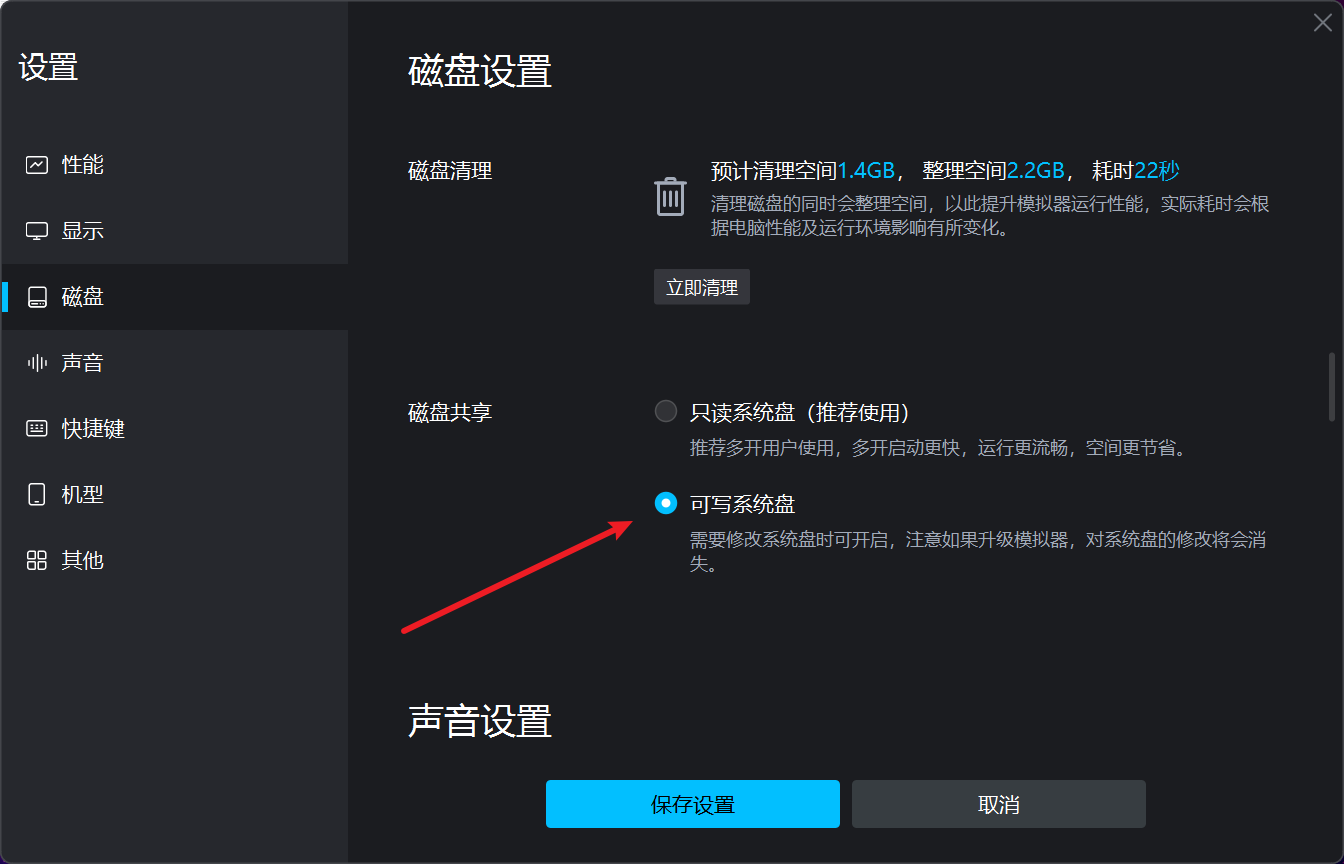 设置
性能
显示
磁盘
声音
快捷键
机型
其他
磁盘设置
磁盘清理
预计清理空间1.4GB， 整理空间2.2GB， 耗时22秒
清理磁盘的同时会整理空间，以此提升模拟器运行性能，实际耗时会根
据电脑性能及运行环境影响有所变化。
立即清理
磁盘共享
只读系统盘（推荐使用）
推荐多开用户使用，多开启动更快，运行更流畅，空间更节省。
可写系统盘
需要修改系统盘时可开启，注意如果升级模拟器，对系统盘的修改将会消
失。
声音设置
保存设置
取消